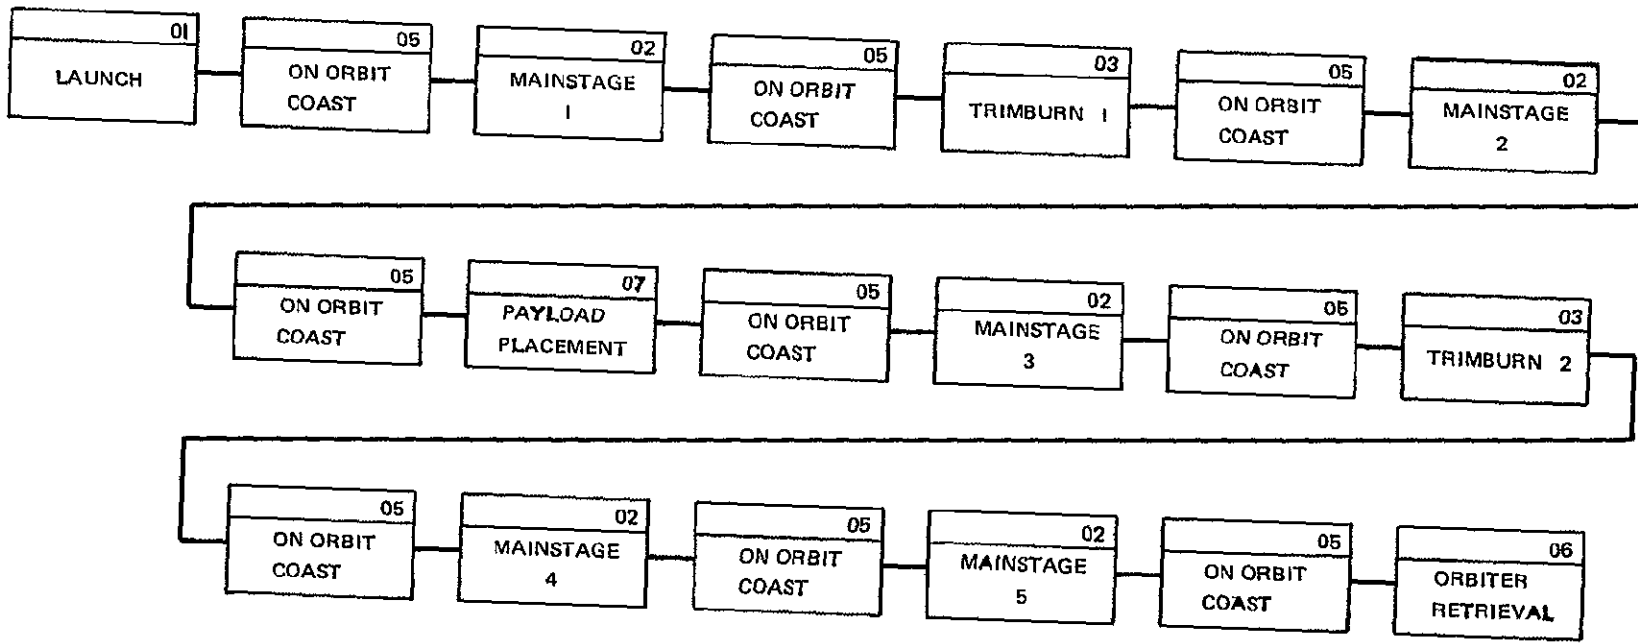 01
LAUNCH
05
ON ORBIT
COAST
02
MAINSTAGE
1
05
ON ORBIT
COAST
03
TRIMBURN 1
05
ON ORBIT
COAST
02
MAINSTAGE
2
05
ON ORBIT
COAST
07
PAYLOAD
PLACEMENT
05
ON ORBIT
COAST
02
MAINSTAGE
3
05
ON ORBIT
COAST
03
TRIMBURN 2
05
ON ORBIT
COAST
02
MAINSTAGE
4
05
ON ORBIT
COAST
02
MAINSTAGE
5
05
ON ORBIT
COAST
06
ORBITER
RETRIEVAL